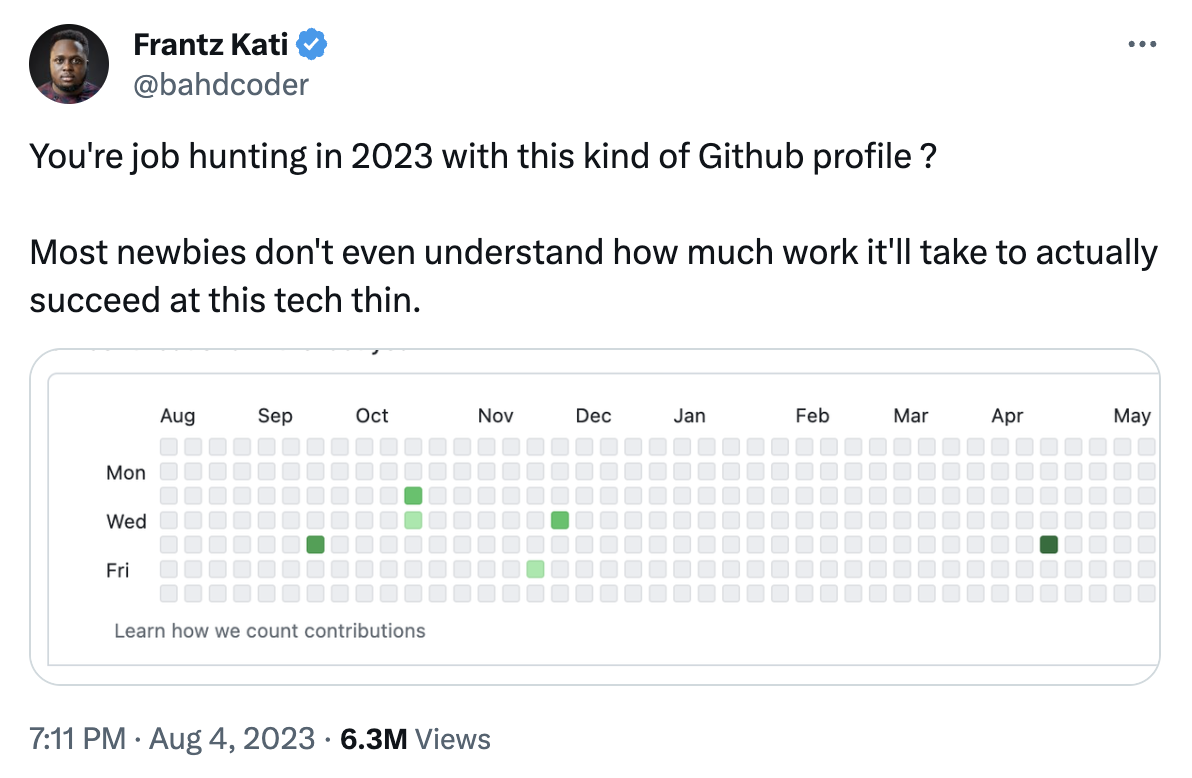 Frantz Kati
@bahdcoder
You're job hunting in 2023 with this kind of Github profile ?
Most newbies don't even understand how much work it'll take to actually
succeed at this tech thin.
Aug Sep Oct Nov Dec Jan Feb Mar Apr May
Mon
Wed
Fri
Learn how we count contributions
7:11 PM · Aug 4, 2023 · 6.3M Views